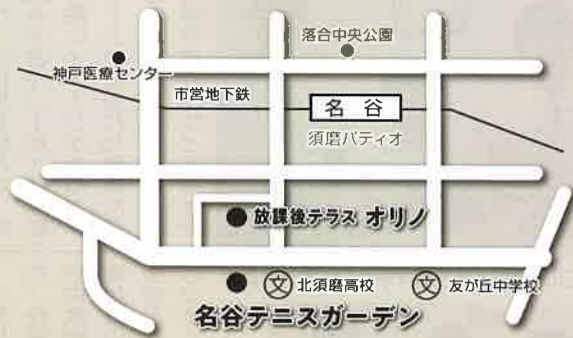 落合中央公園
神戸医療センター
市営地下鉄
名谷
須磨パティオ
放課後テラス オリノ
文 北須磨高校
文 友が丘中学校
名谷テニスガーデン